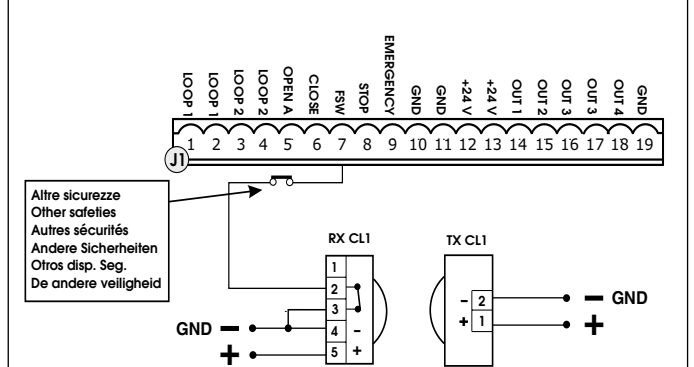 LOOP 1 LOOP 1 LOOP 2 LOOP 2 OPEN A CLOSE FSW STOP EMERGENCY GND GND +24 V +24 V OUT 1 OUT 2 OUT 3 OUT 3 OUT 4 GND
1 2 3 4 5 6 7 8 9 10 11 12 13 14 15 16 17 18 19
J1
Altre sicurezze
Other safeties
Autres sécurités
Andere Sicherheiten
Otros disp. Seg.
De andere veiligheid
RX CL1
1
2
3
GND - 4 -
+ 5 +
TX CL1
- 2 - GND
+ 1 +